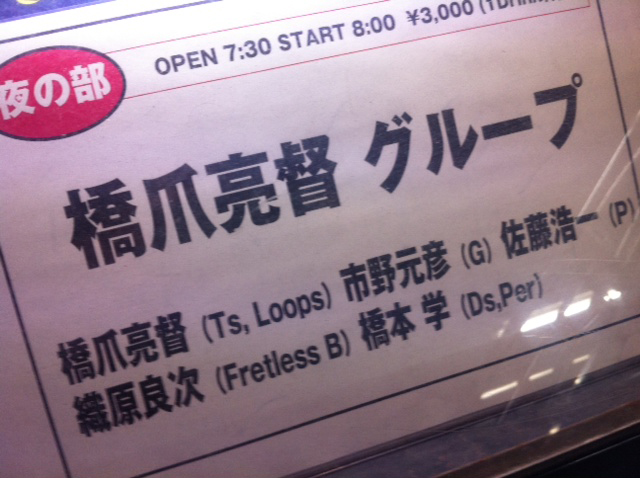 夜の部
OPEN 7:30 START 8:00 ¥3,000
橋爪亮督 グループ
橋爪亮督 (Ts, Loops) 市野元彦 (G) 佐藤浩一 (P)
織原良次 (Fretless B) 橋本 学 (Ds,Per)